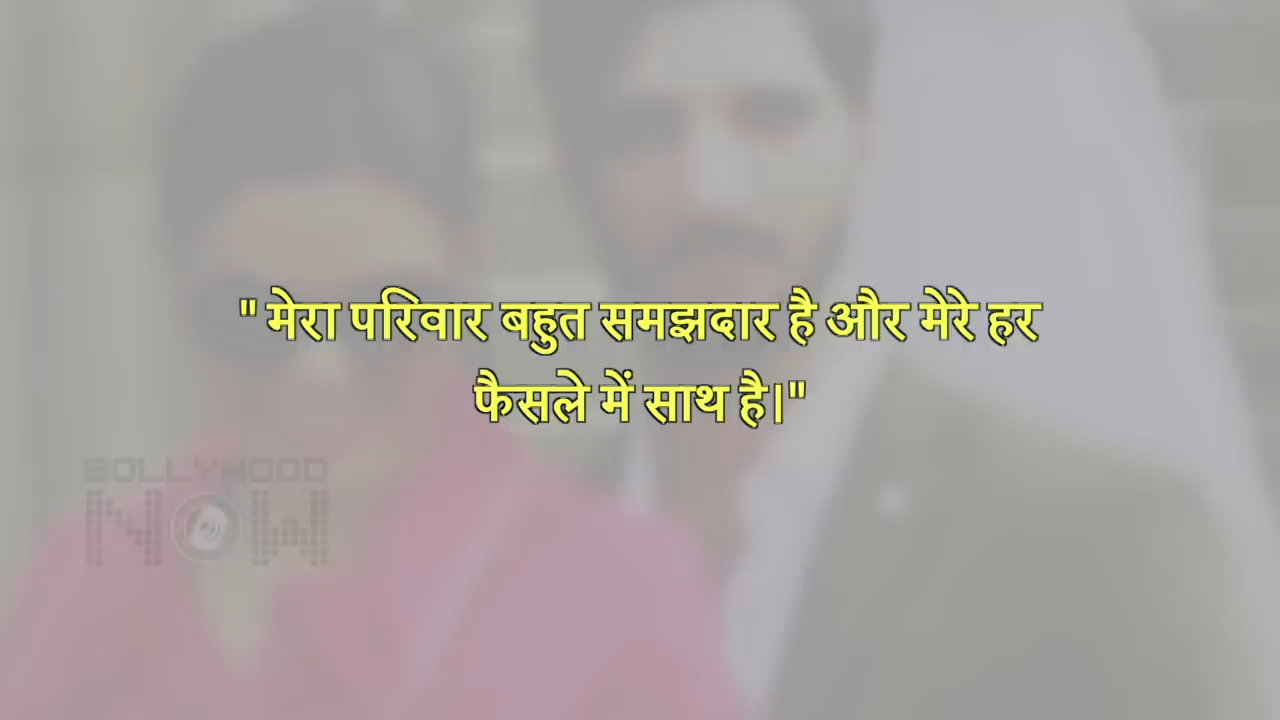 " मेरा परिवार बहुत समझदार है और मेरे हर
फैसले में साथ है।"
BOLLYWOOD
NOW